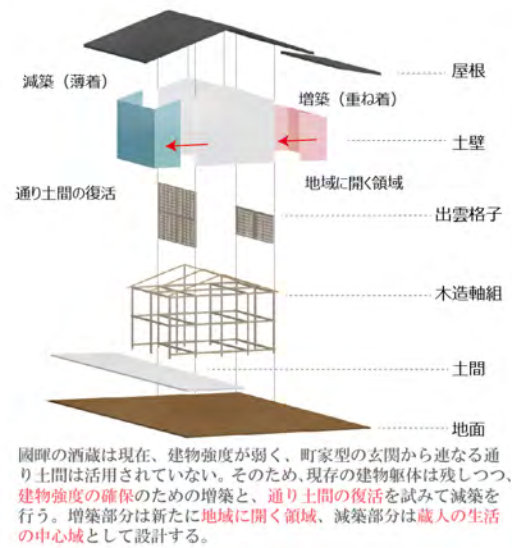 屋根
減築（薄着）
増築（重ね着）
土壁
通り土間の復活
地域に開く領域
出雲格子
木造軸組
土間
地面
國暉の酒蔵は現在、建物強度が弱く、町家型の玄関から連なる通
り土間は活用されていない。そのため、現存の建物躯体は残しつつ、
建物強度の確保のための増築と、通り土間の復活を試みて減築を
行う。増築部分は新たに地域に開く領域、減築部分は蔵人の生活
の中心域として設計する。